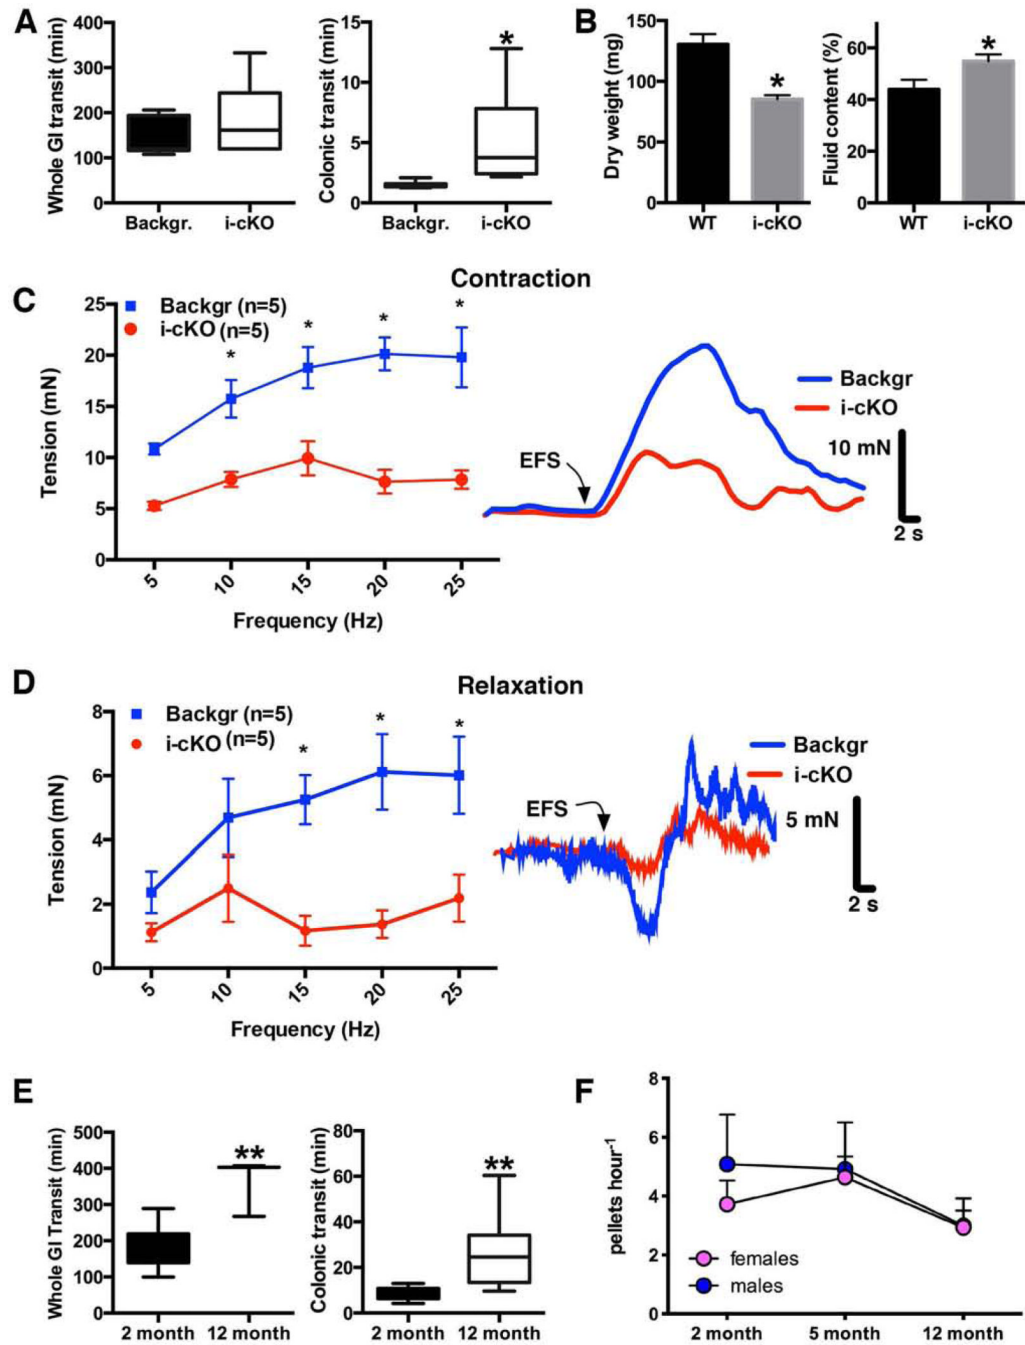 A
Whole GI transit (min)
400
300
200
100
0
Backgr.
i-cKO
Colonic transit (min)
15
10
5
0
*
Backgr.
i-cKO
B
Dry weight (mg)
150
100
50
0
*
WT
i-cKO
Fluid content (%)
60
40
20
0
*
WT
i-cKO
C
Contraction
Backgr (n=5)
i-cKO (n=5)
Tension (mN)
25
20
15
10
5
0
* * * *
5 10 15 20 25
Frequency (Hz)
EFS
Backgr
i-cKO
10 mN
2 s
D
Relaxation
Backgr (n=5)
i-cKO (n=5)
Tension (mN)
8
6
4
2
0
* * *
5 10 15 20 25
Frequency (Hz)
EFS
Backgr
i-cKO
5 mN
2 s
E
Whole GI Transit (min)
500
400
300
200
100
0
**
2 month 12 month
Colonic transit (min)
80
60
40
20
0
**
2 month 12 month
F
pellets hour-1
8
6
4
2
0
females
males
2 month 5 month 12 month